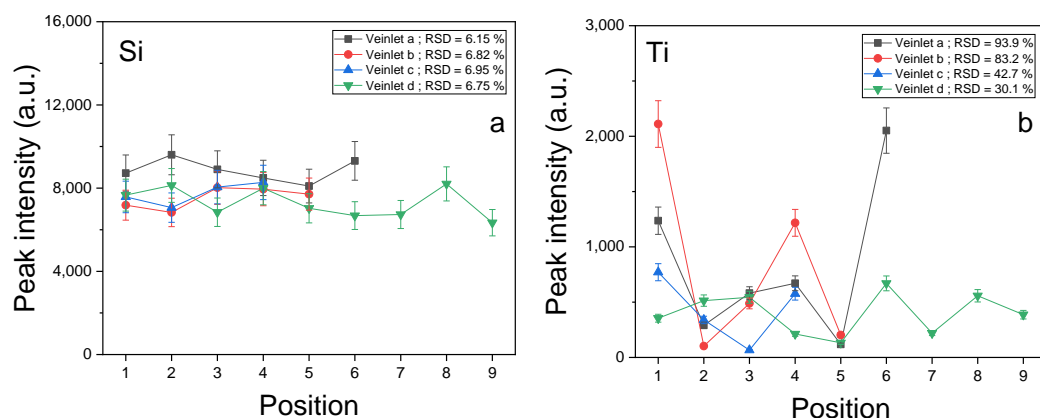 Si
Veinlet a ; RSD = 6.15 %
Veinlet b ; RSD = 6.82 %
Veinlet c ; RSD = 6.95 %
Veinlet d ; RSD = 6.75 %
a
Peak intensity (a.u.)
16,000
12,000
8,000
4,000
0
1 2 3 4 5 6 7 8 9
Position
Ti
Veinlet a ; RSD = 93.9 %
Veinlet b ; RSD = 83.2 %
Veinlet c ; RSD = 42.7 %
Veinlet d ; RSD = 30.1 %
b
Peak intensity (a.u.)
3,000
2,000
1,000
0
1 2 3 4 5 6 7 8 9
Position